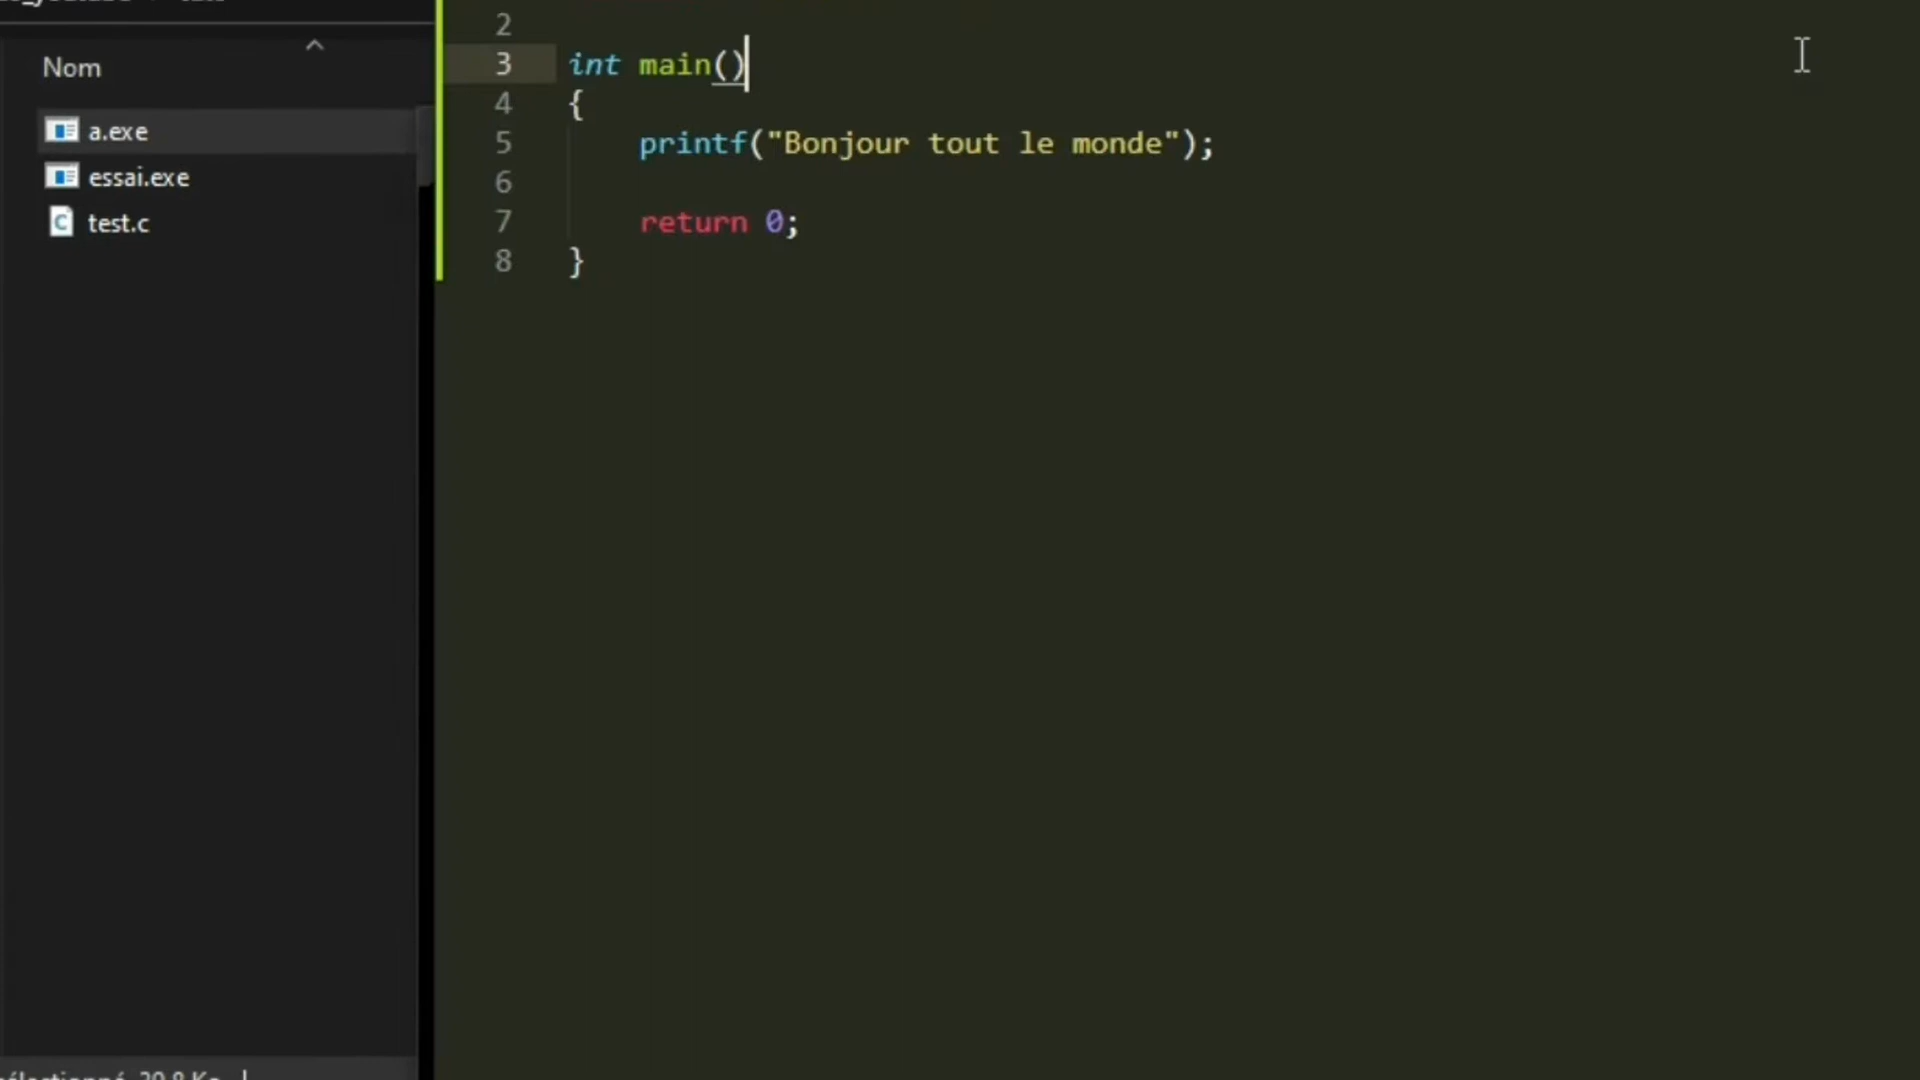 Nom
a.exe
essai.exe
test.c
2
3 int main()
4 {
5 printf("Bonjour tout le monde");
6
7 return 0;
8 }